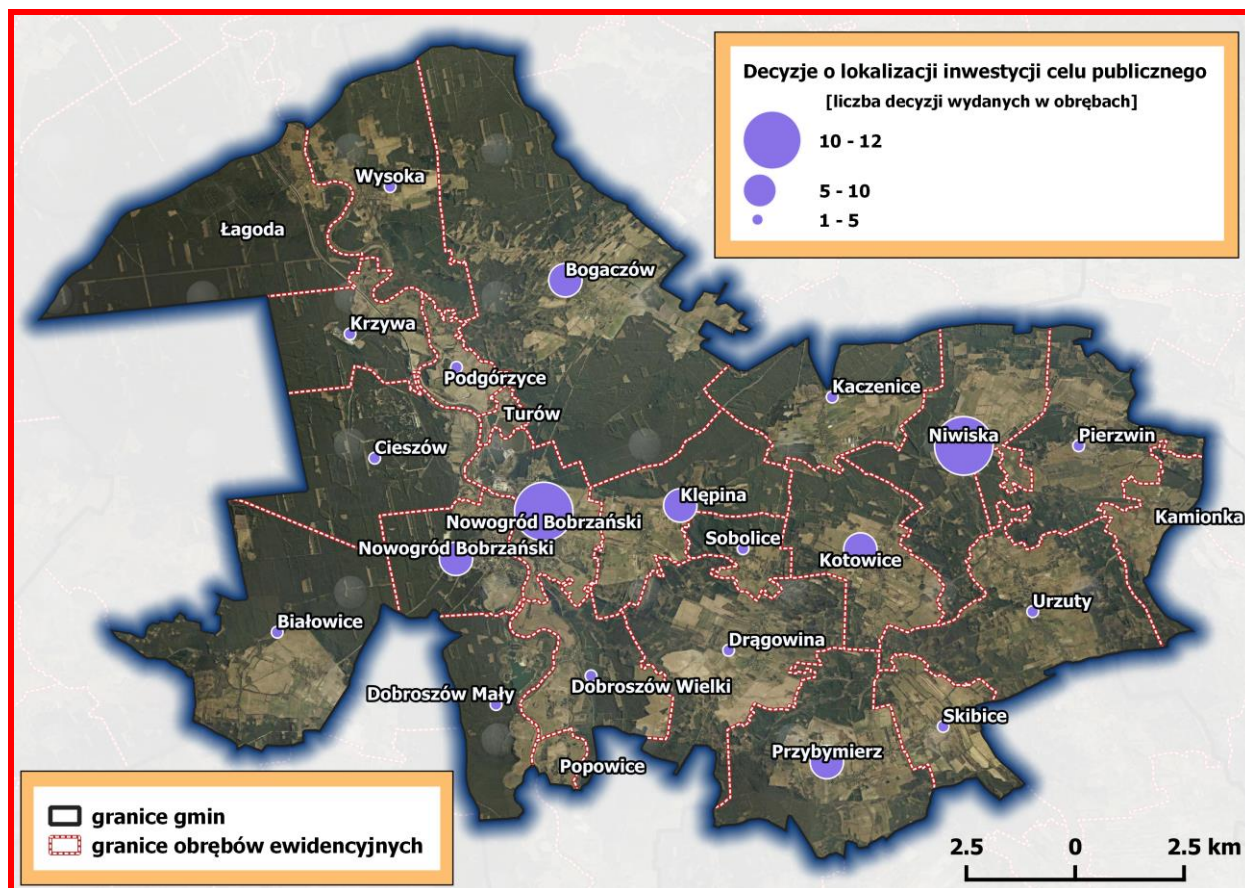 Decyzje o lokalizacji inwestycji celu publicznego
[liczba decyzji wydanych w obrębach]
10 - 12
5 - 10
1 - 5
Wysoka
Łagoda
Bogaczów
Krzywa
Podgórzyce
Kaczenice
Turów
Niwiska
Pierzwin
Cieszów
Klępina
Kamionka
Nowogród Bobrzański
Sobolice
Nowogród Bobrzański
Kotowice
Urzuty
Białowice
Drągowina
Dobroszów Wielki
Dobroszów Mały
Skibice
Przybymierz
Popowice
granice gmin
granice obrębów ewidencyjnych
2.5 0 2.5 km